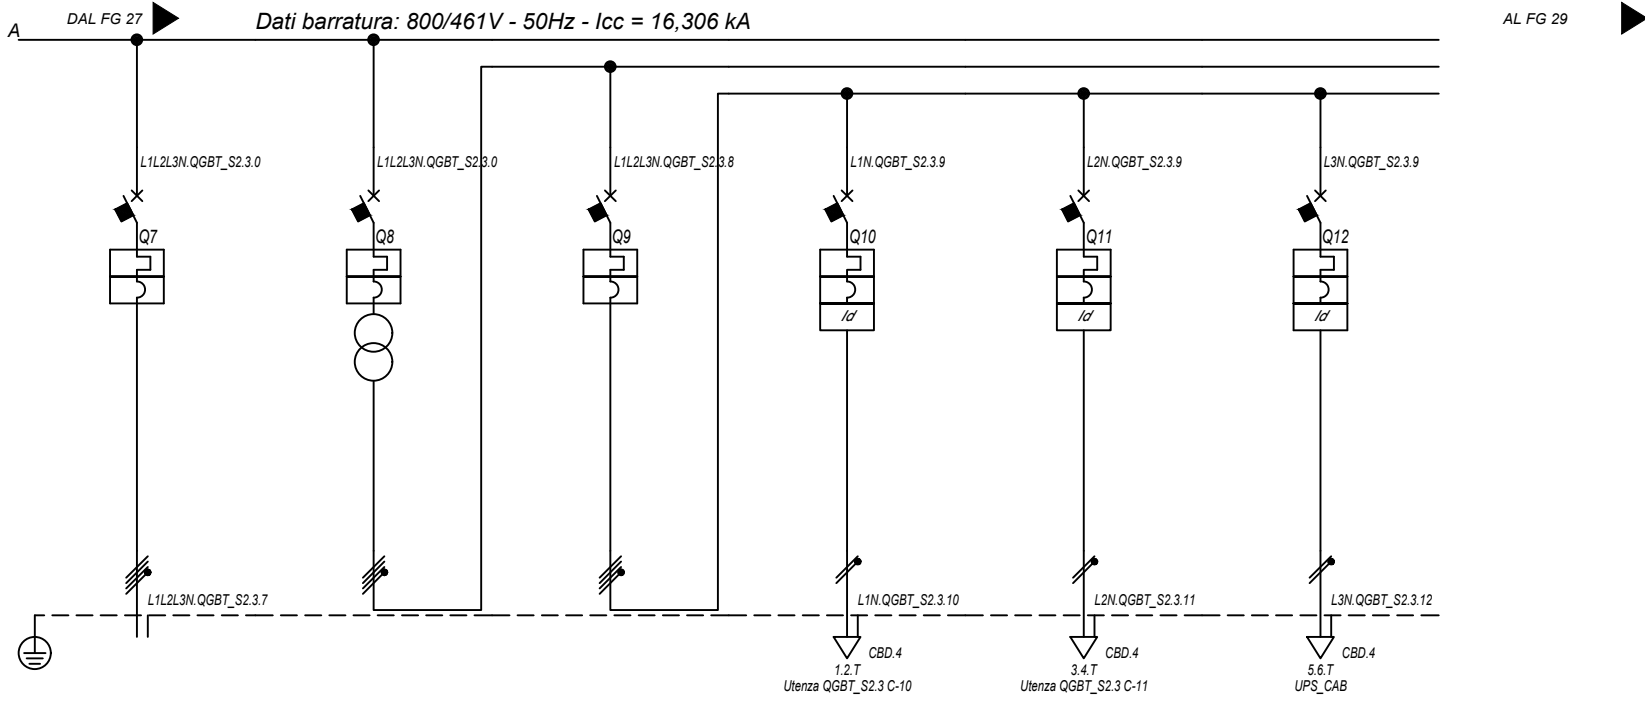 DAL FG 27
Dati barratura: 800/461V - 50Hz - Icc = 16,306 kA
AL FG 29
A
L1L2L3N.QGBT_S2.3.0
L1L2L3N.QGBT_S2.3.0
L1L2L3N.QGBT_S2.3.8
L1N.QGBT_S2.3.9
L2N.QGBT_S2.3.9
L3N.QGBT_S2.3.9
Q7
Q8
Q9
Q10
Q11
Q12
Id
Id
Id
L1L2L3N.QGBT_S2.3.7
L1N.QGBT_S2.3.10
L2N.QGBT_S2.3.11
L3N.QGBT_S2.3.12
CBD.4
CBD.4
CBD.4
1.2.T
3.4.T
5.6.T
Utenza QGBT_S2.3 C-10
Utenza QGBT_S2.3 C-11
UPS_CAB